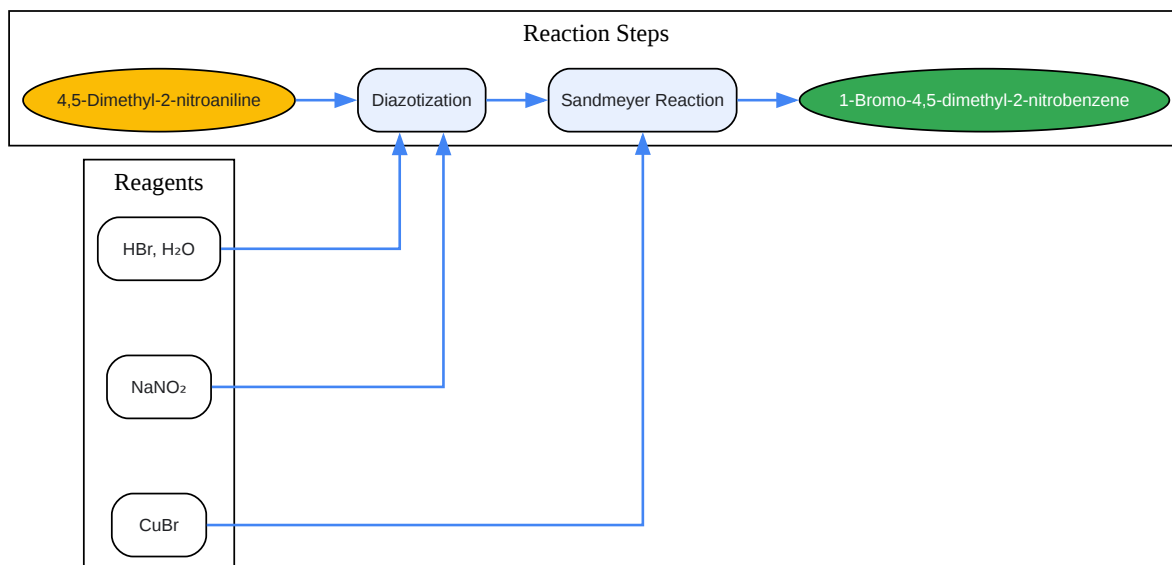 Reaction Steps
4,5-Dimethyl-2-nitroaniline
Diazotization
Sandmeyer Reaction
1-Bromo-4,5-dimethyl-2-nitrobenzene
Reagents
HBr, H₂O
NaNO₂
CuBr